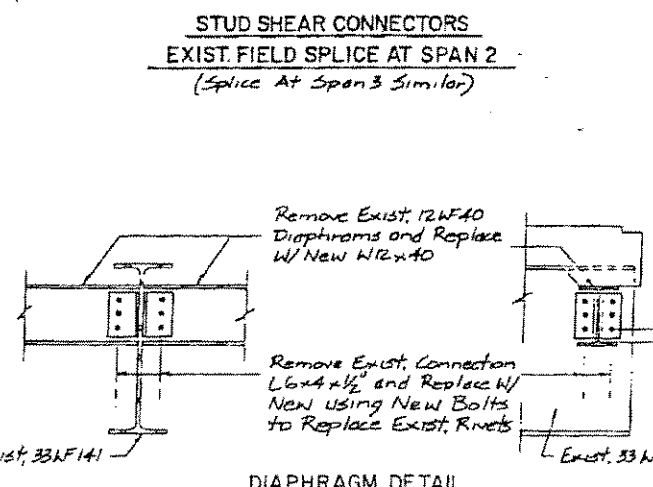 STUD SHEAR CONNECTORS
EXIST. FIELD SPLICE AT SPAN 2
(Splice At Span 3 Similar)
Remove Exist. 12WF40
Diaphrams and Replace
W/ New W12x40
Remove Exist. Connection
L6x4x1/2" and Replace W/
New using New Bolts
to Replace Exist. Rivets
ist. 33WF141
Exist. 33 W
DIAPHRAGM DETAIL